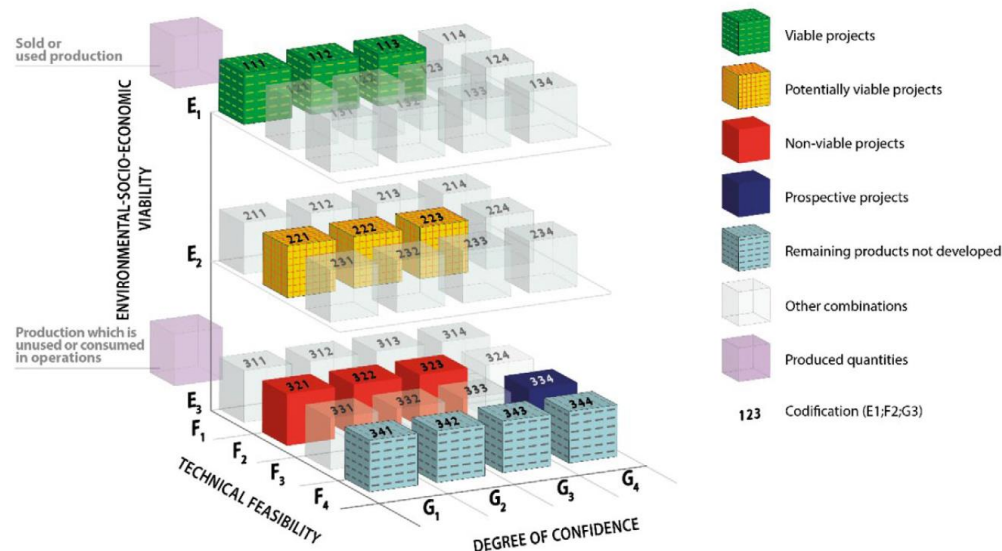 Sold or
used production
ENVIRONMENTAL-SOCIO-ECONOMIC
VIABILITY
Production which is
unused or consumed
in operations
E1
111
112
113
114
123
124
131
132
133
134
E2
211
212
213
214
221
222
223
224
231
232
233
234
E3
311
312
313
314
321
322
323
324
331
332
333
334
341
342
343
344
F1
F2
F3
F4
TECHNICAL FEASIBILITY
G1
G2
G3
G4
DEGREE OF CONFIDENCE
Viable projects
Potentially viable projects
Non-viable projects
Prospective projects
Remaining products not developed
Other combinations
Produced quantities
123 Codification (E1;F2;G3)